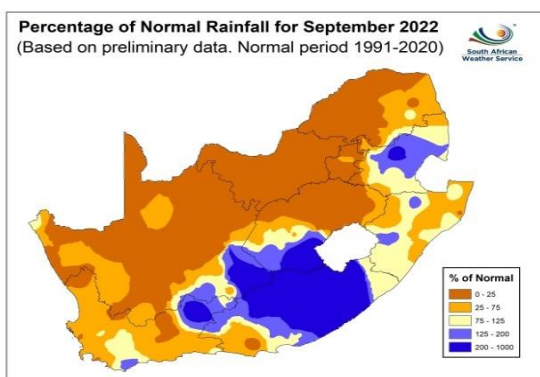 Percentage of Normal Rainfall for September 2022
(Based on preliminary data. Normal period 1991-2020)
South African
Weather Service
% of Normal
0 - 25
25 - 75
75 - 125
125 - 200
200 - 1000